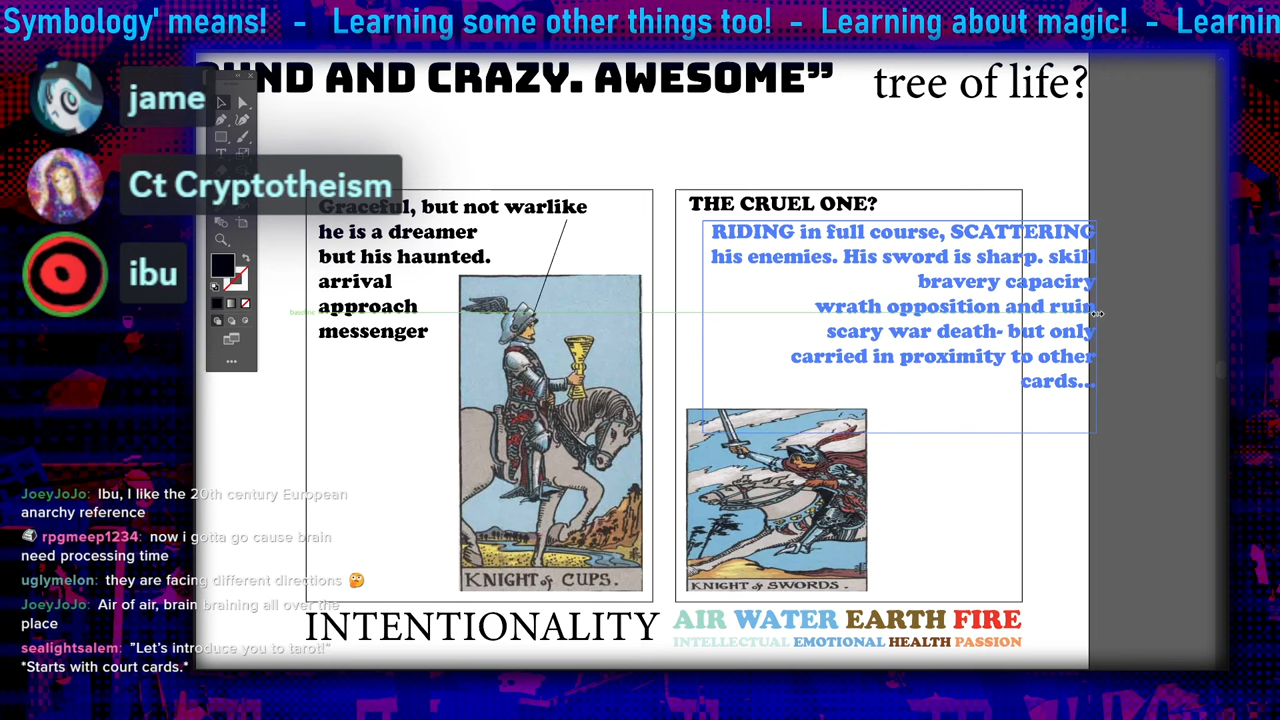 Symbology' means! - Learning some other things too! - Learning about magic! - Learnin
UND AND CRAZY. AWESOME”
tree of life?
jame
Ct Cryptotheism
ibu
Graceful, but not warlike
he is a dreamer
but his haunted.
arrival
approach
messenger
KNIGHT of CUPS.
INTENTIONALITY
THE CRUEL ONE?
RIDING in full course, SCATTERING
his enemies. His sword is sharp. skill
bravery capaciry
wrath opposition and ruin
scary war death- but only
carried in proximity to other
cards...
KNIGHT of SWORDS.
AIR WATER EARTH FIRE
INTELLECTUAL EMOTIONAL HEALTH PASSION
JoeyJoJo: Ibu, I like the 20th century European
anarchy reference
rpgmeep1234: now i gotta go cause brain
need processing time
uglymelon: they are facing different directions 🤔
JoeyJoJo: Air of air, brain braining all over the
place
sealightsalem: "Let's introduce you to tarot!"
*Starts with court cards.*